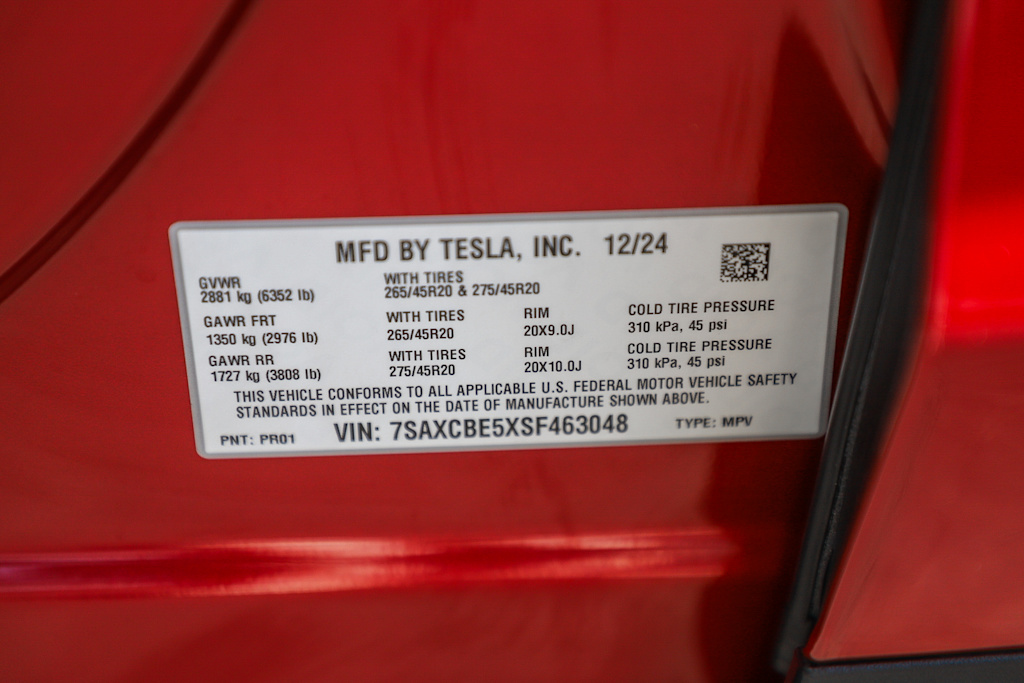 MFD BY TESLA, INC. 12/24
GVWR
2881 kg (6352 lb)
WITH TIRES
265/45R20 & 275/45R20
GAWR FRT
1350 kg (2976 lb)
WITH TIRES
265/45R20
RIM
20X9.0J
COLD TIRE PRESSURE
310 kPa, 45 psi
GAWR RR
1727 kg (3808 lb)
WITH TIRES
275/45R20
RIM
20X10.0J
COLD TIRE PRESSURE
310 kPa, 45 psi
THIS VEHICLE CONFORMS TO ALL APPLICABLE U.S. FEDERAL MOTOR VEHICLE SAFETY
STANDARDS IN EFFECT ON THE DATE OF MANUFACTURE SHOWN ABOVE.
PNT: PR01 VIN: 7SAXCBE5XSF463048 TYPE: MPV